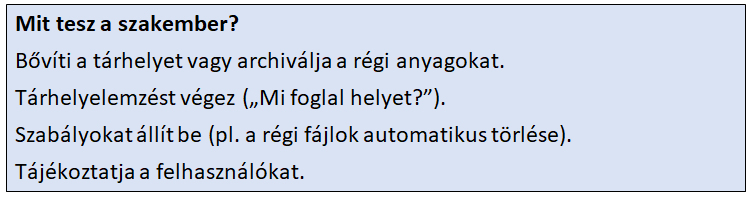 Mit tesz a szakember?
Bővíti a tárhelyet vagy archiválja a régi anyagokat.
Tárhelyelemzést végez („Mi foglal helyet?”).
Szabályokat állít be (pl. a régi fájlok automatikus törlése).
Tájékoztatja a felhasználókat.